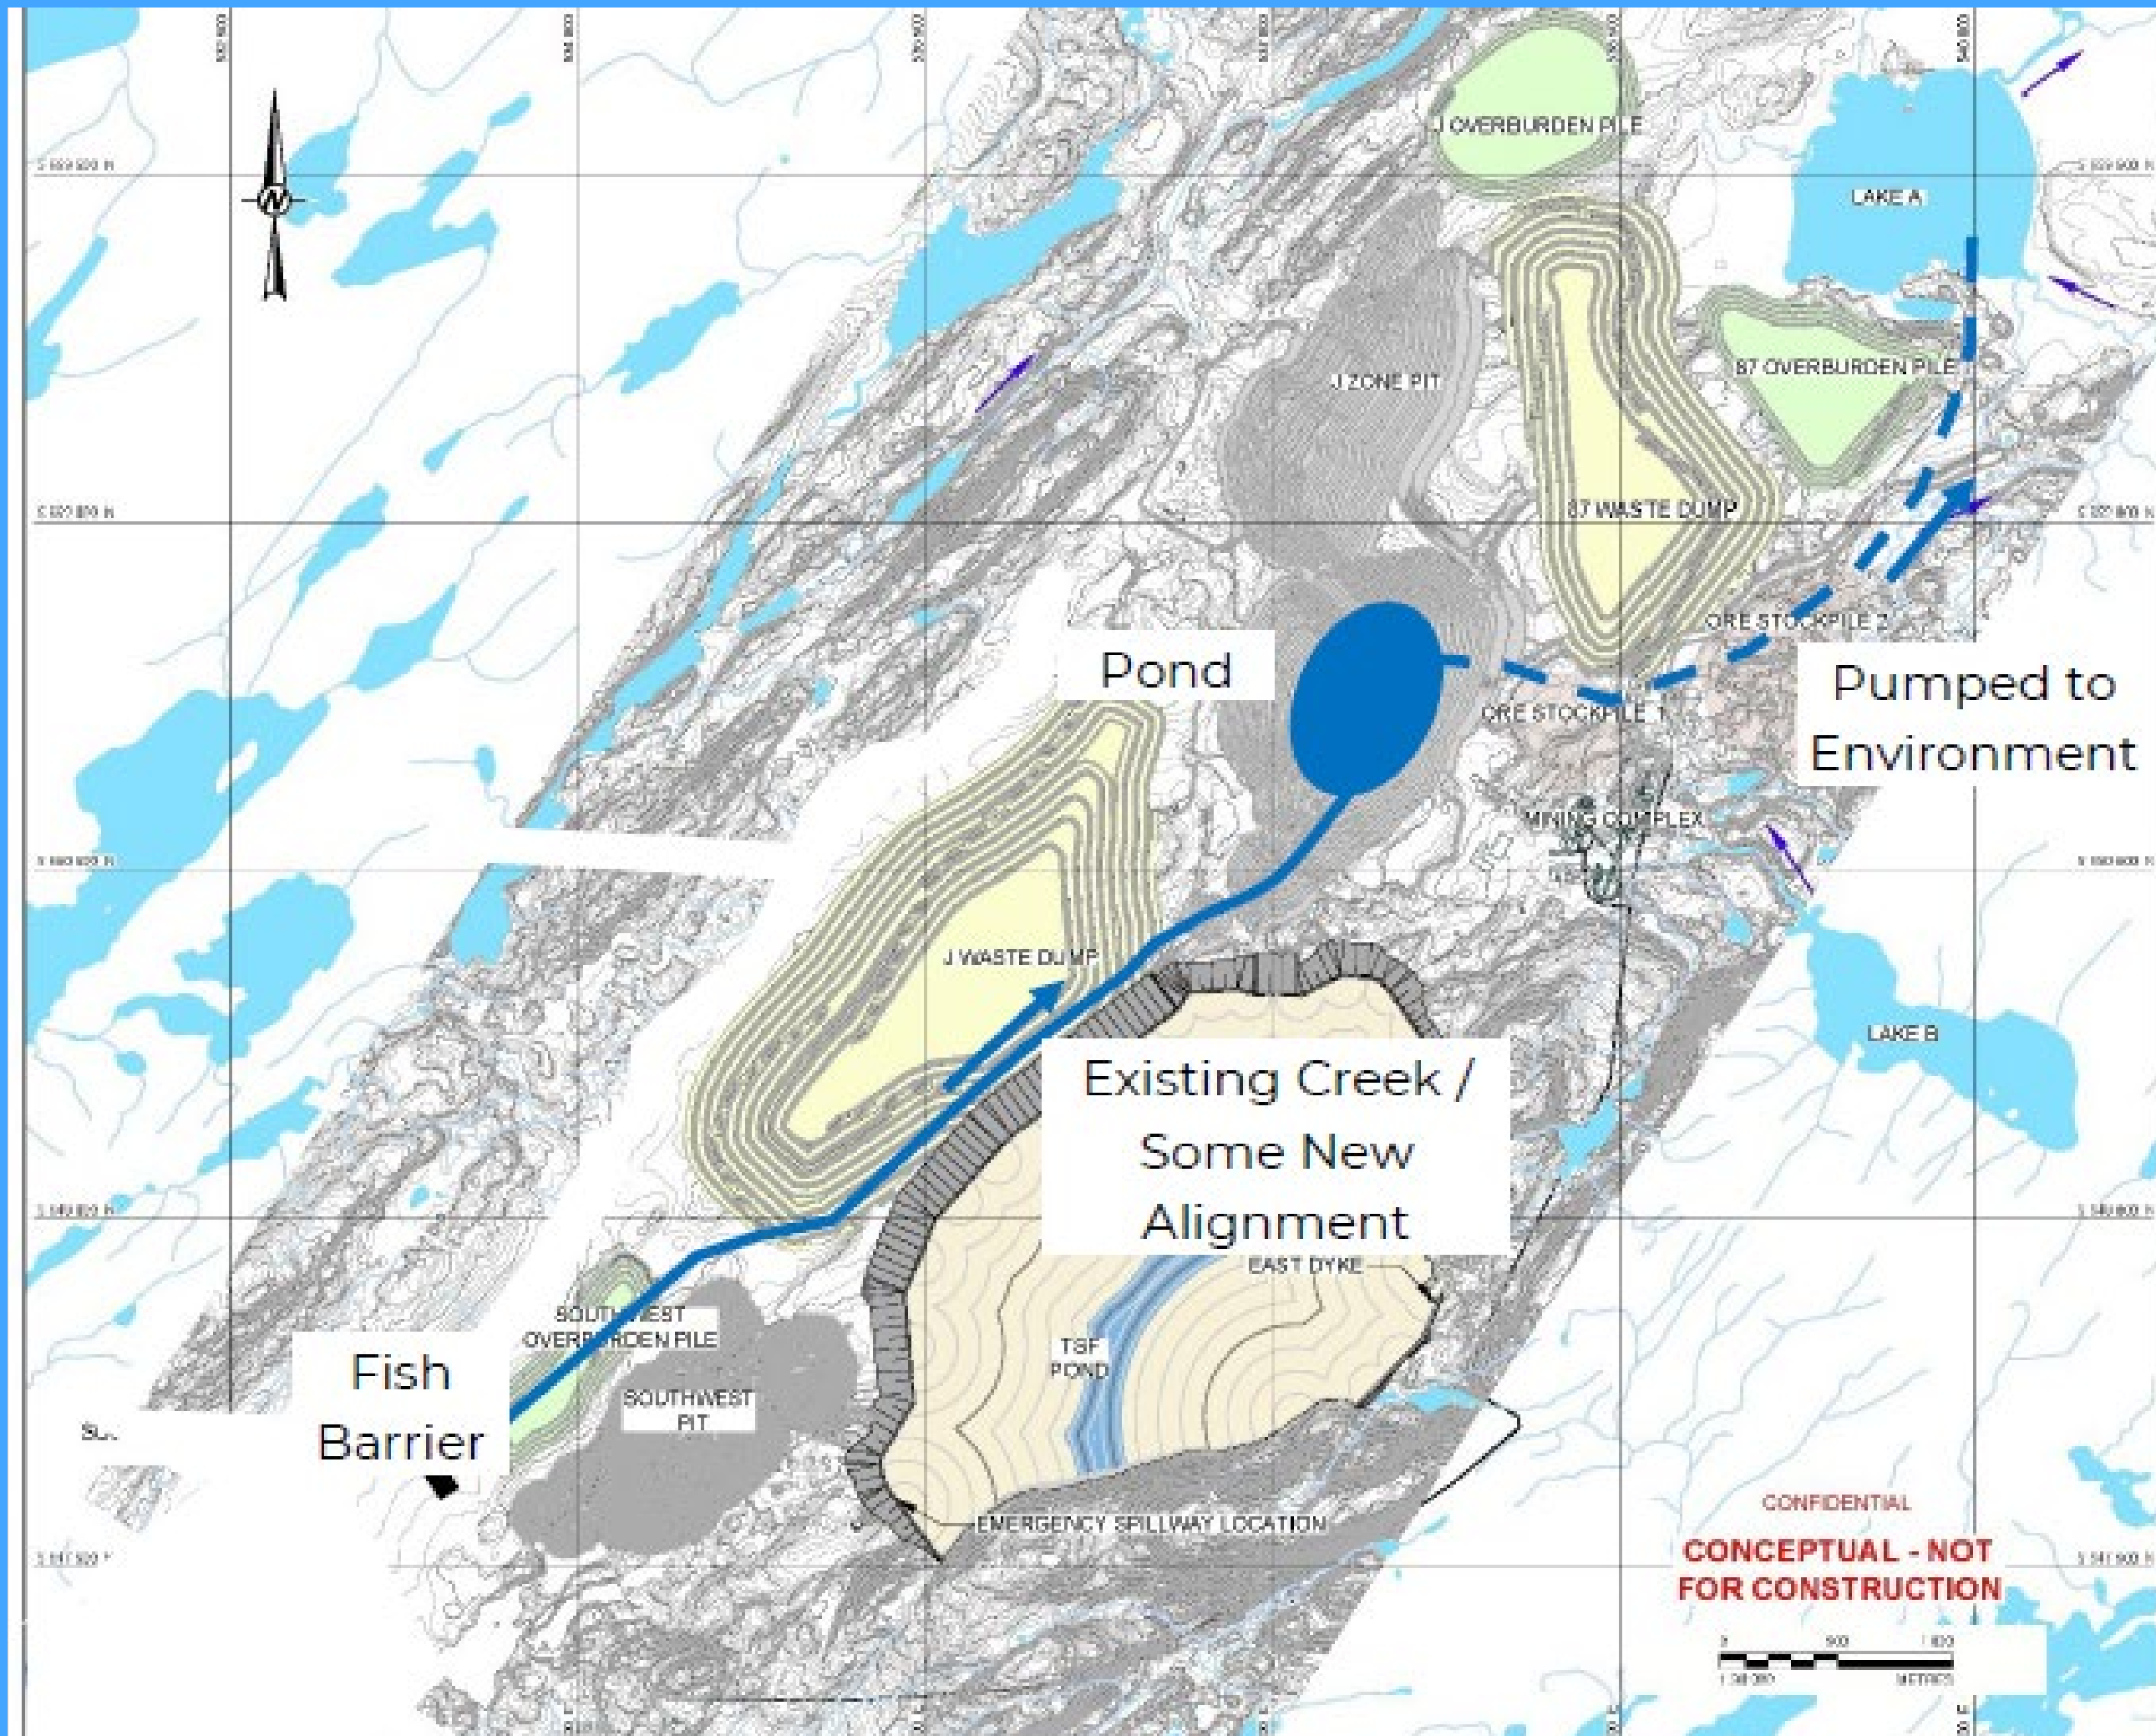 J OVERBURDEN PILE
LAKE A
J ZONE PIT
87 OVERBURDEN PILE
87 WASTE DUMP
ORE STOCKPILE 2
Pond
Pumped to
Environment
ORE STOCKPILE 1
MINING COMPLEX
J WASTE DUMP
LAKE B
Existing Creek /
Some New
Alignment
EAST DYKE
SOUTHWEST
OVERBURDEN PILE
TSF
POND
Fish
Barrier
SOUTHWEST
PIT
EMERGENCY SPILLWAY LOCATION
CONFIDENTIAL
CONCEPTUAL - NOT
FOR CONSTRUCTION
METRES
N